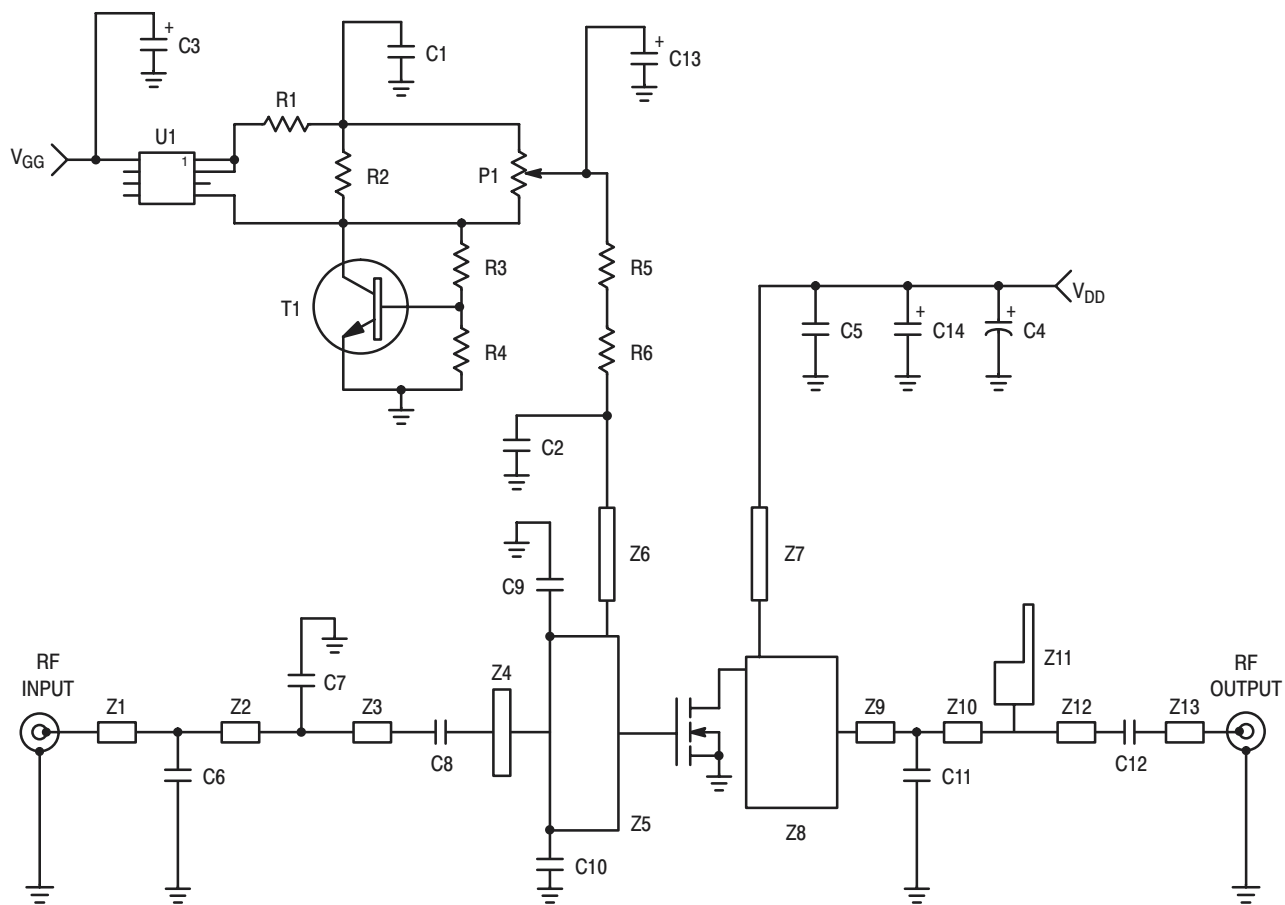 +
C3
C1
+
C13
R1
U1
1
VGG
R2
P1
R3
R5
T1
VDD
+
+
C5
C14
C4
R4
R6
C2
Z6
Z7
C9
RF
INPUT
Z4
Z11
RF
OUTPUT
C7
Z1
Z2
Z3
Z9
Z10
Z12
Z13
C8
C12
C6
C11
Z5
Z8
C10